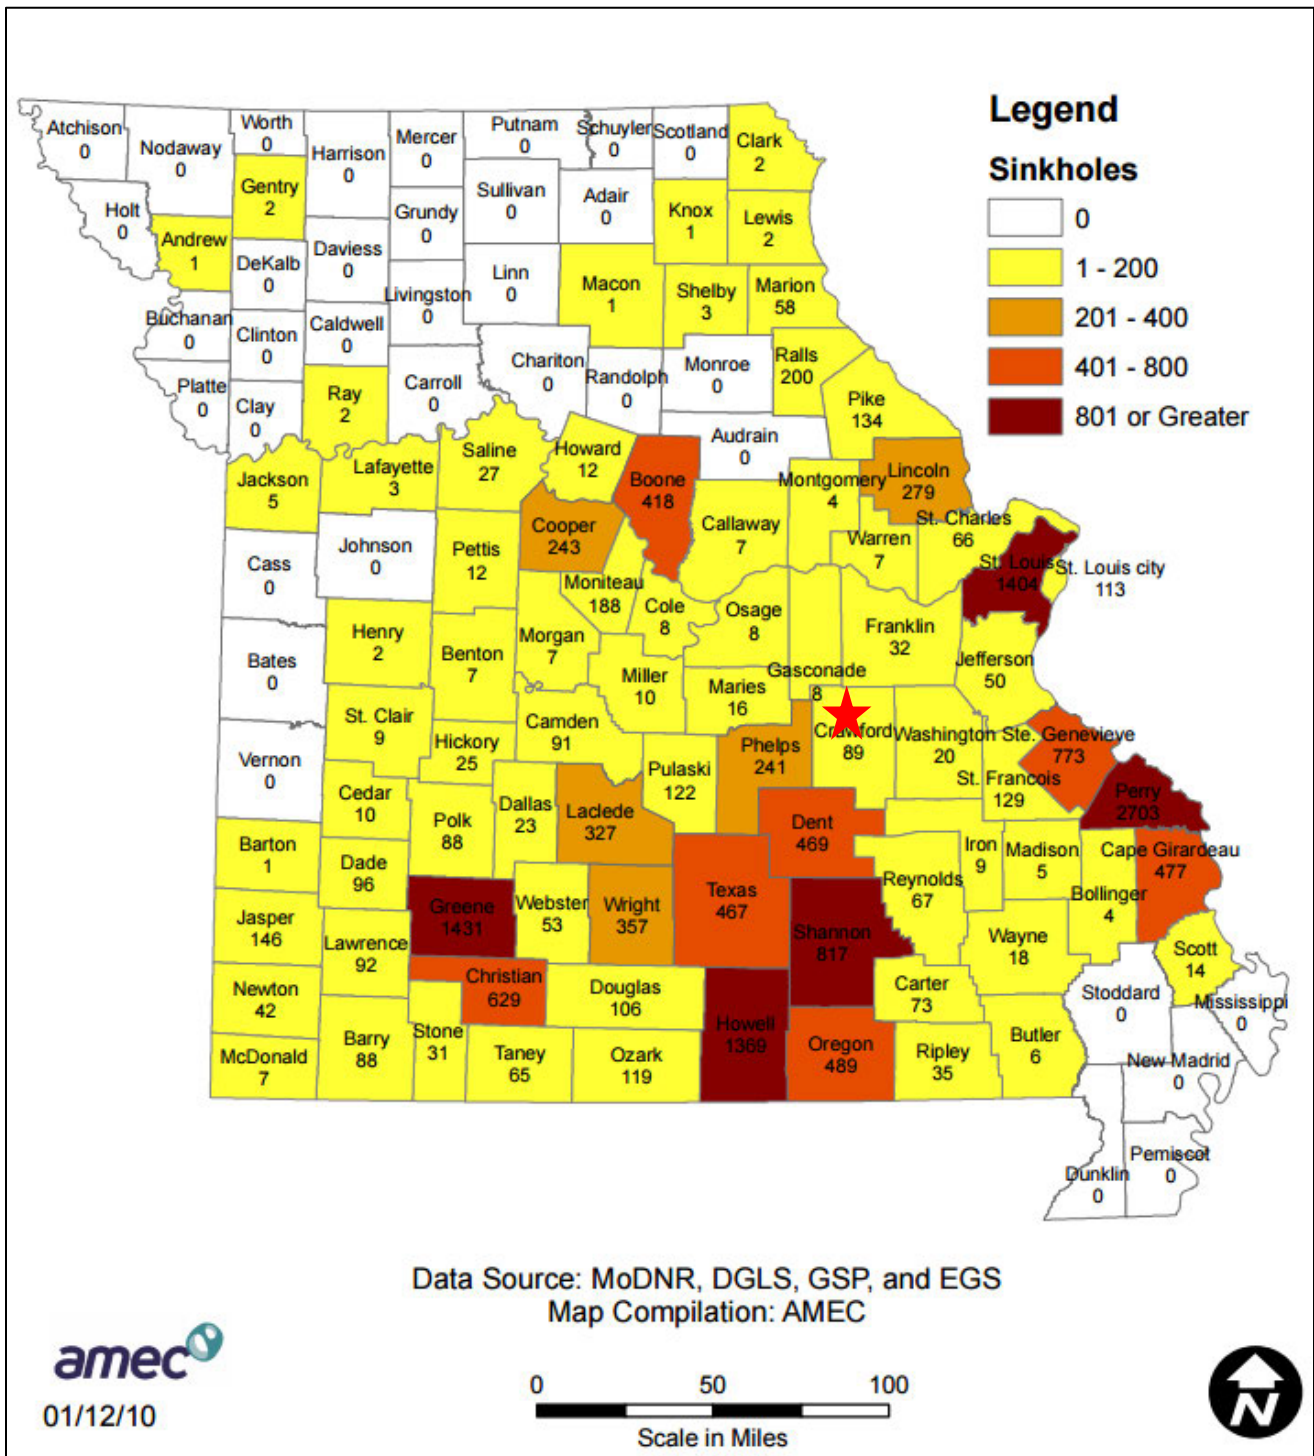 Legend
Sinkholes
0
1 - 200
201 - 400
401 - 800
801 or Greater
Atchison
0
Nodaway
0
Worth
0
Harrison
0
Mercer
0
Putnam
0
Schuyler
0
Scotland
0
Clark
2
Gentry
2
Holt
0
Andrew
1
DeKalb
0
Daviess
0
Grundy
0
Sullivan
0
Adair
0
Knox
1
Lewis
2
Livingston
0
Linn
0
Macon
1
Shelby
3
Marion
58
Buchanan
0
Clinton
0
Caldwell
0
Platte
0
Clay
0
Ray
2
Carroll
0
Chariton
0
Randolph
0
Monroe
0
Ralls
200
Pike
134
Audrain
0
Jackson
5
Lafayette
3
Saline
27
Howard
12
Boone
418
Callaway
7
Montgomery
4
Lincoln
279
Warren
7
St. Charles
66
St. Louis
1404
St. Louis city
113
Cass
0
Johnson
0
Pettis
12
Cooper
243
Moniteau
188
Cole
8
Osage
8
Gasconade
8
Franklin
32
Jefferson
50
Bates
0
Henry
2
Benton
7
Morgan
7
Miller
10
Maries
16
Crawford
89
Washington
20
Ste. Genevieve
773
St. Francois
129
Perry
2703
Vernon
0
St. Clair
9
Hickory
25
Camden
91
Pulaski
122
Phelps
241
Dent
469
Iron
9
Madison
5
Bollinger
4
Cape Girardeau
477
Cedar
10
Polk
88
Dallas
23
Laclede
327
Texas
467
Reynolds
67
Barton
1
Dade
96
Greene
1431
Webster
53
Wright
357
Shannon
817
Wayne
18
Scott
14
Jasper
146
Lawrence
92
Christian
629
Douglas
106
Howell
1369
Carter
73
Stoddard
0
Mississippi
0
Newton
42
Barry
88
Stone
31
Taney
65
Ozark
119
Oregon
489
Ripley
35
Butler
6
New Madrid
0
McDonald
7
Dunklin
0
Pemiscot
0
Data Source: MoDNR, DGLS, GSP, and EGS
Map Compilation: AMEC
amec
01/12/10
0 50 100
Scale in Miles
N